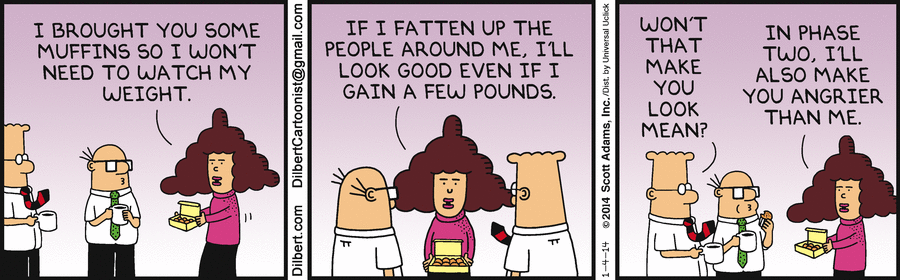 I BROUGHT YOU SOME
MUFFINS SO I WON'T
NEED TO WATCH MY
WEIGHT.
Dilbert.com DilbertCartoonist@gmail.com
IF I FATTEN UP THE
PEOPLE AROUND ME, I'LL
LOOK GOOD EVEN IF I
GAIN A FEW POUNDS.
1-4-14 © 2014 Scott Adams, Inc. /Dist. by Universal Uclick
WON'T
THAT
MAKE
YOU
LOOK
MEAN?
IN PHASE
TWO, I'LL
ALSO MAKE
YOU ANGRIER
THAN ME.